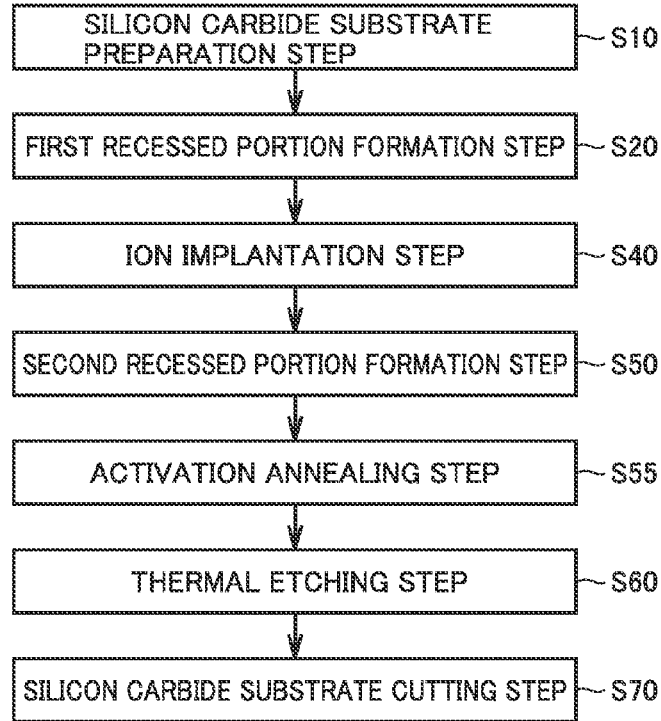 SILICON CARBIDE SUBSTRATE
PREPARATION STEP
S10
FIRST RECESSED PORTION FORMATION STEP
S20
ION IMPLANTATION STEP
S40
SECOND RECESSED PORTION FORMATION STEP
S50
ACTIVATION ANNEALING STEP
S55
THERMAL ETCHING STEP
S60
SILICON CARBIDE SUBSTRATE CUTTING STEP
S70